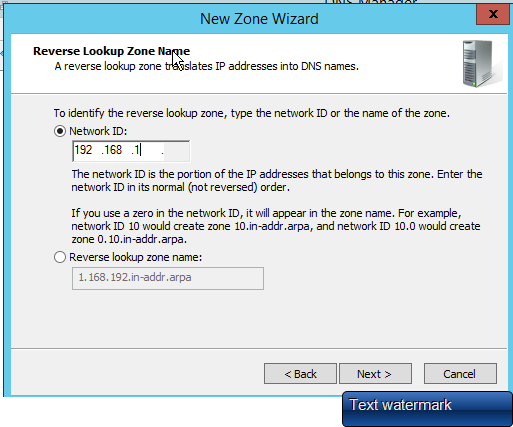 DNS Manager
New Zone Wizard
x
Reverse Lookup Zone Name
A reverse lookup zone translates IP addresses into DNS names.
To identify the reverse lookup zone, type the network ID or the name of the zone.
Network ID:
192 .168 .1 .
The network ID is the portion of the IP addresses that belongs to this zone. Enter the
network ID in its normal (not reversed) order.
If you use a zero in the network ID, it will appear in the zone name. For example,
network ID 10 would create zone 10.in-addr.arpa, and network ID 10.0 would create
zone 0.10.in-addr.arpa.
Reverse lookup zone name:
1.168.192.in-addr.arpa
< Back
Next >
Cancel
Text watermark